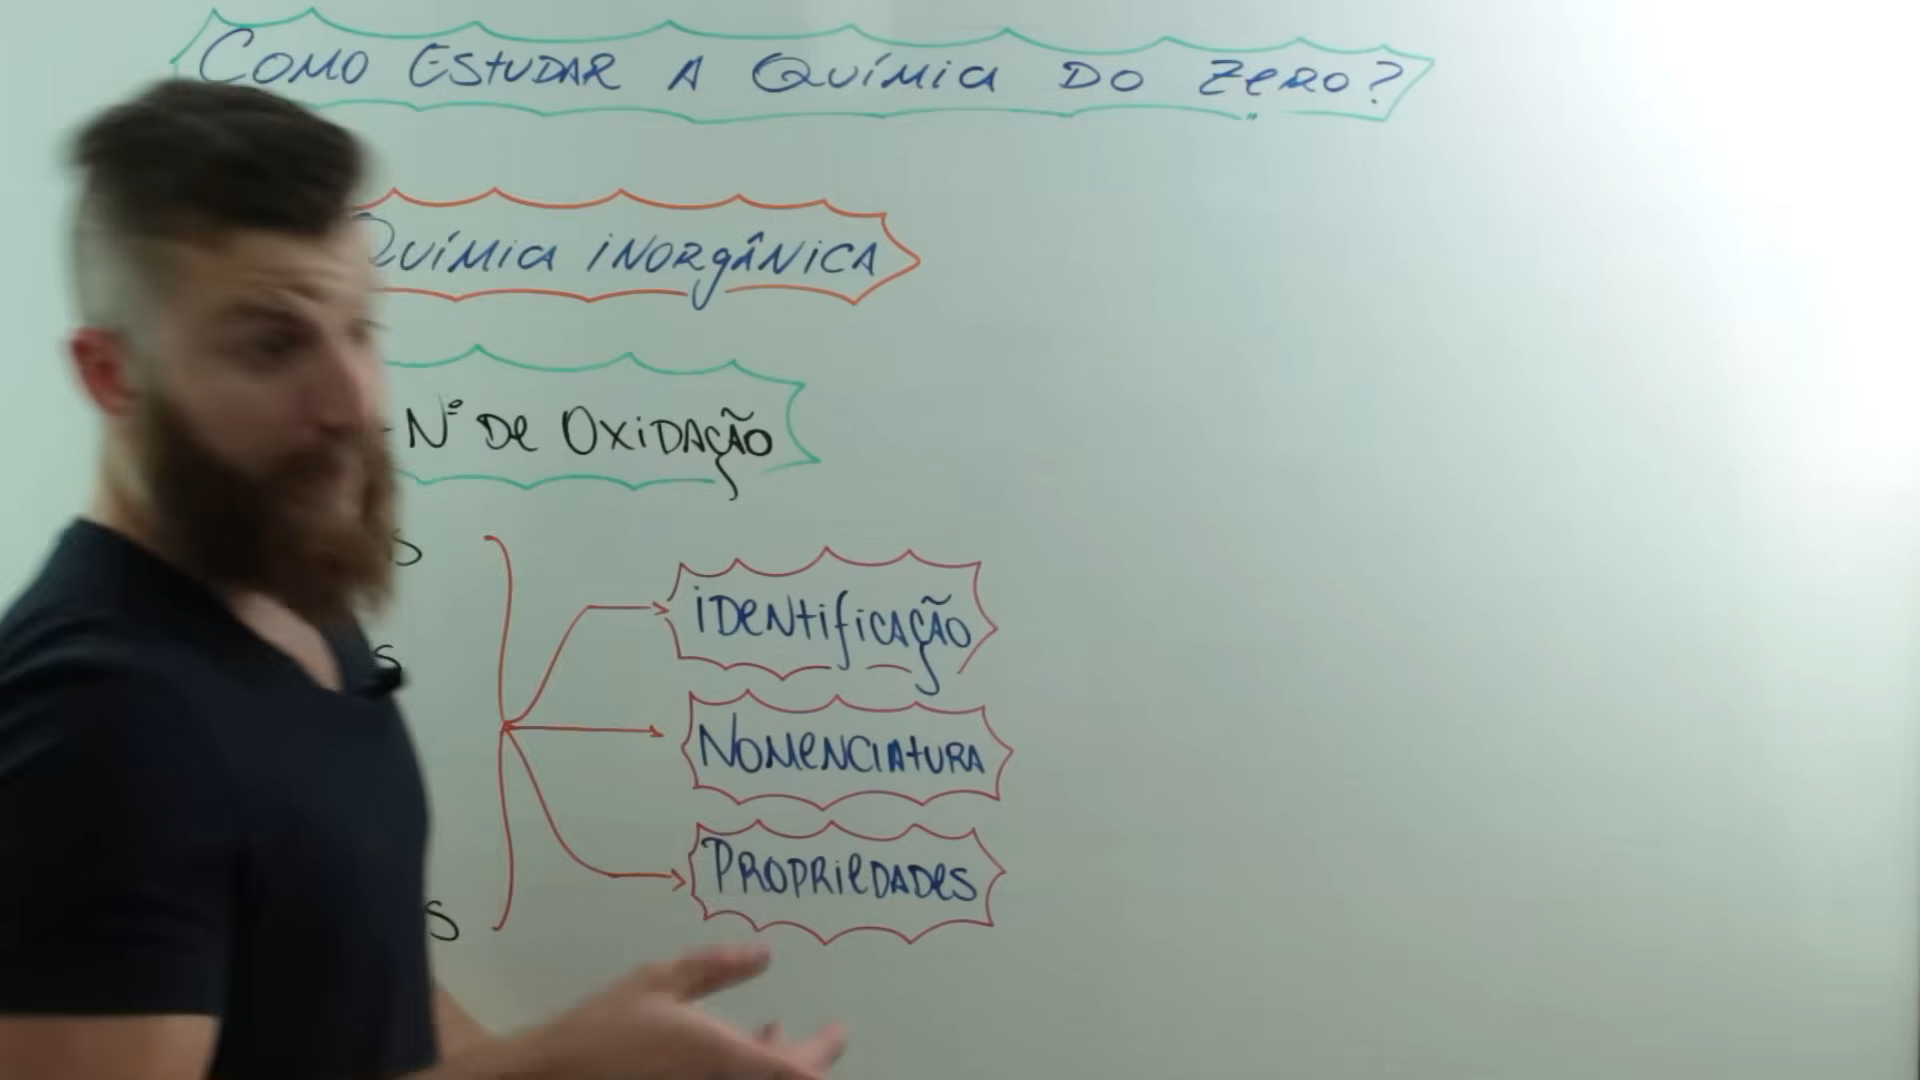 COMO ESTUDAR A QUÍMICA DO ZERO?
QUÍMICA INORGÂNICA
- Nº DE OXIDAÇÃO
IDENTIFICAÇÃO
NOMENCLATURA
PROPRIEDADES